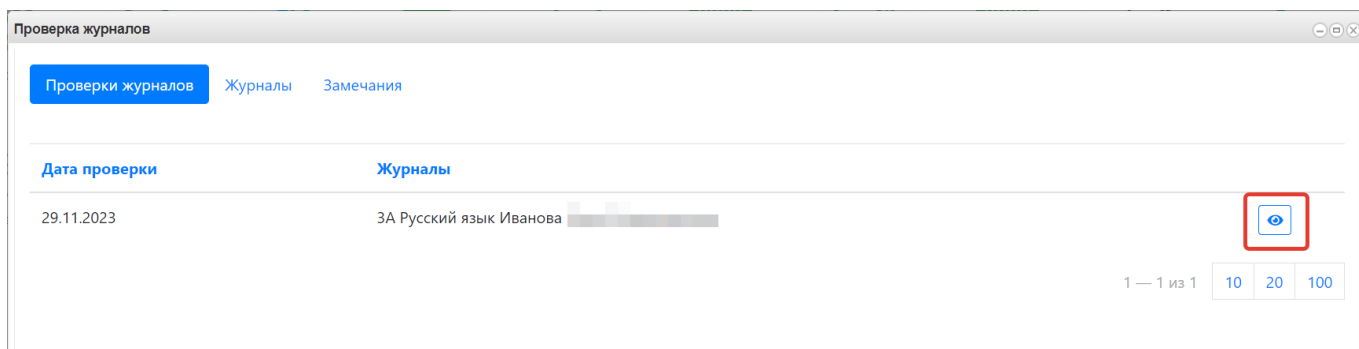 Проверка журналов
Проверки журналов Журналы Замечания
Дата проверки Журналы
29.11.2023 3А Русский язык Иванова
1 — 1 из 1 10 20 100